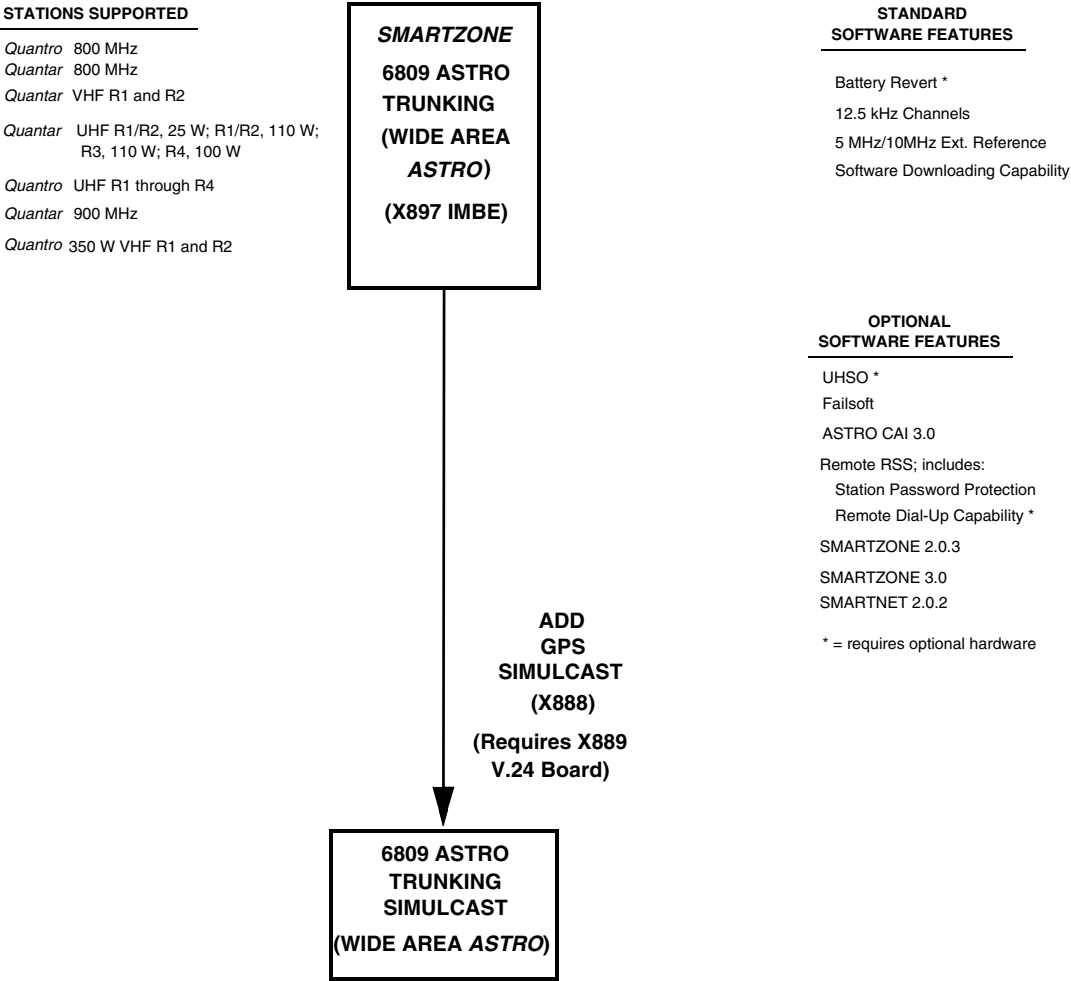 STATIONS SUPPORTED
Quantro 800 MHz
Quantar 800 MHz
Quantar VHF R1 and R2
Quantar UHF R1/R2, 25 W; R1/R2, 110 W;
R3, 110 W; R4, 100 W
Quantro UHF R1 through R4
Quantar 900 MHz
Quantro 350 W VHF R1 and R2
SMARTZONE
6809 ASTRO
TRUNKING
(WIDE AREA
ASTRO)
(X897 IMBE)
STANDARD
SOFTWARE FEATURES
Battery Revert *
12.5 kHz Channels
5 MHz/10MHz Ext. Reference
Software Downloading Capability
OPTIONAL
SOFTWARE FEATURES
UHSO *
Failsoft
ASTRO CAI 3.0
Remote RSS; includes:
Station Password Protection
Remote Dial-Up Capability *
SMARTZONE 2.0.3
SMARTZONE 3.0
SMARTNET 2.0.2
* = requires optional hardware
ADD
GPS
SIMULCAST
(X888)
(Requires X889
V.24 Board)
6809 ASTRO
TRUNKING
SIMULCAST
(WIDE AREA ASTRO)